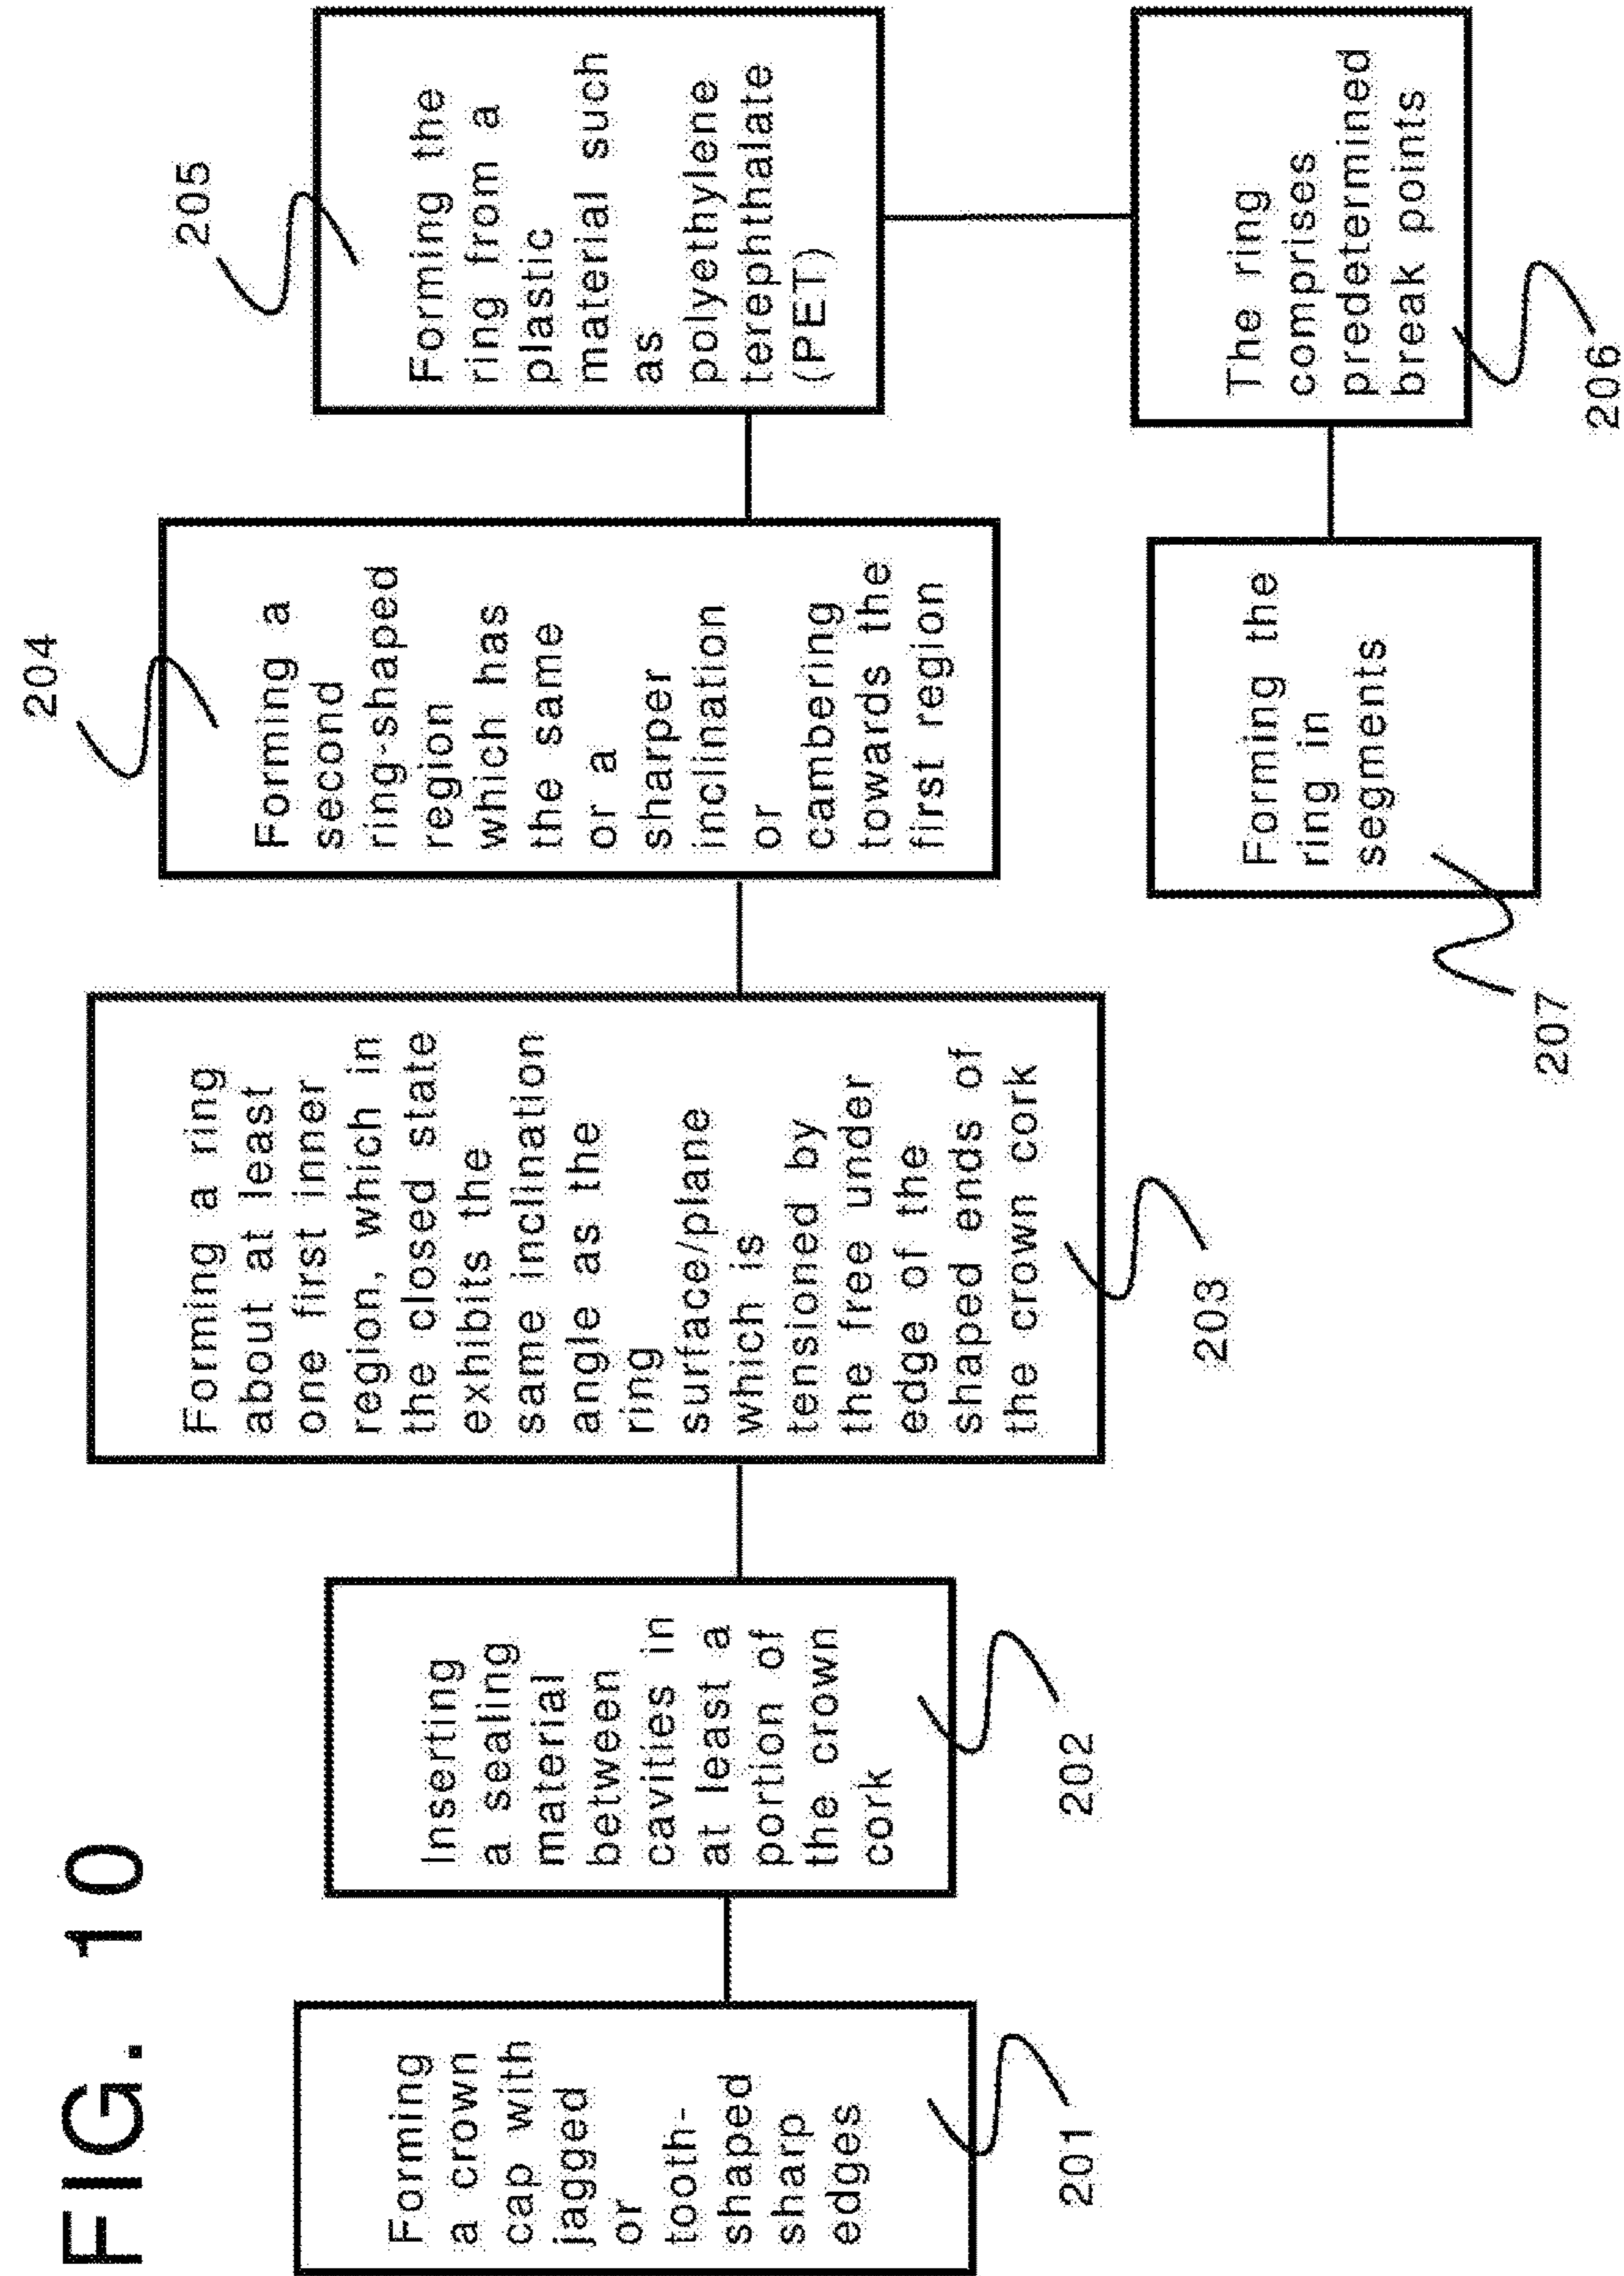 FIG. 10
Forming
a crown
cap with
jagged
or
tooth-
shaped
sharp
edges
201
Inserting
a sealing
material
between
cavities in
at least a
portion of
the crown
cork
202
Forming a ring
about at least
one first inner
region, which in
the closed state
exhibits the
same inclination
angle as the
ring
surface/plane
which is
tensioned by
the free under
edge of the
shaped ends of
the crown cork
203
Forming a
second
ring-shaped
region
which has
the same
or a
sharper
inclination
or
cambering
towards the
first region
204
Forming the
ring from a
plastic
material such
as
polyethylene
terephthalate
(PET)
205
The ring
comprises
predetermined
break points
206
Forming the
ring in
segments
207